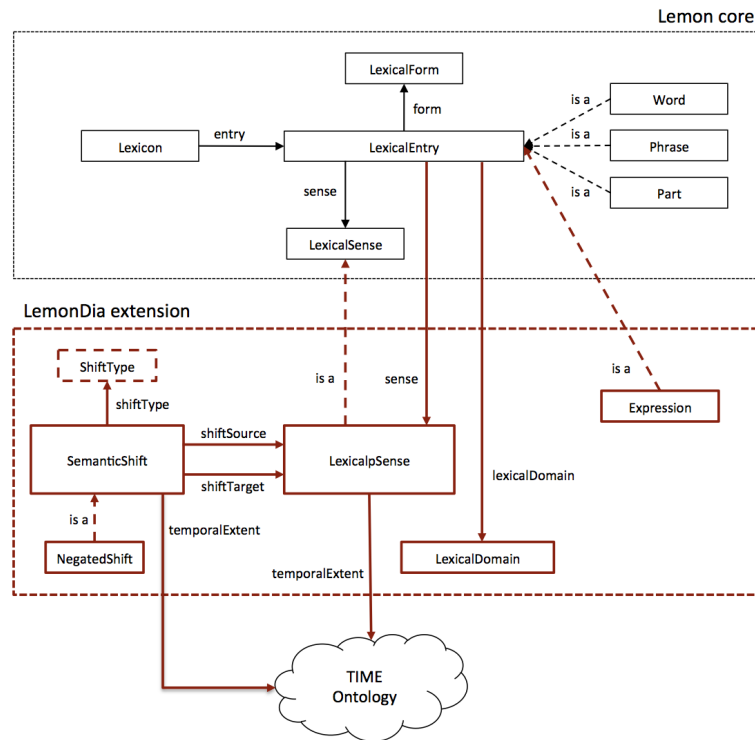 Lemon core
LexicalForm
is a
Word
form
entry
is a
Lexicon
LexicalEntry
Phrase
sense
is a
Part
LexicalSense
LemonDia extension
ShiftType
is a
sense
is a
shiftType
Expression
shiftSource
SemanticShift
LexicalpSense
shiftTarget
lexicalDomain
is a
temporalExtent
NegatedShift
LexicalDomain
temporalExtent
TIME
Ontology